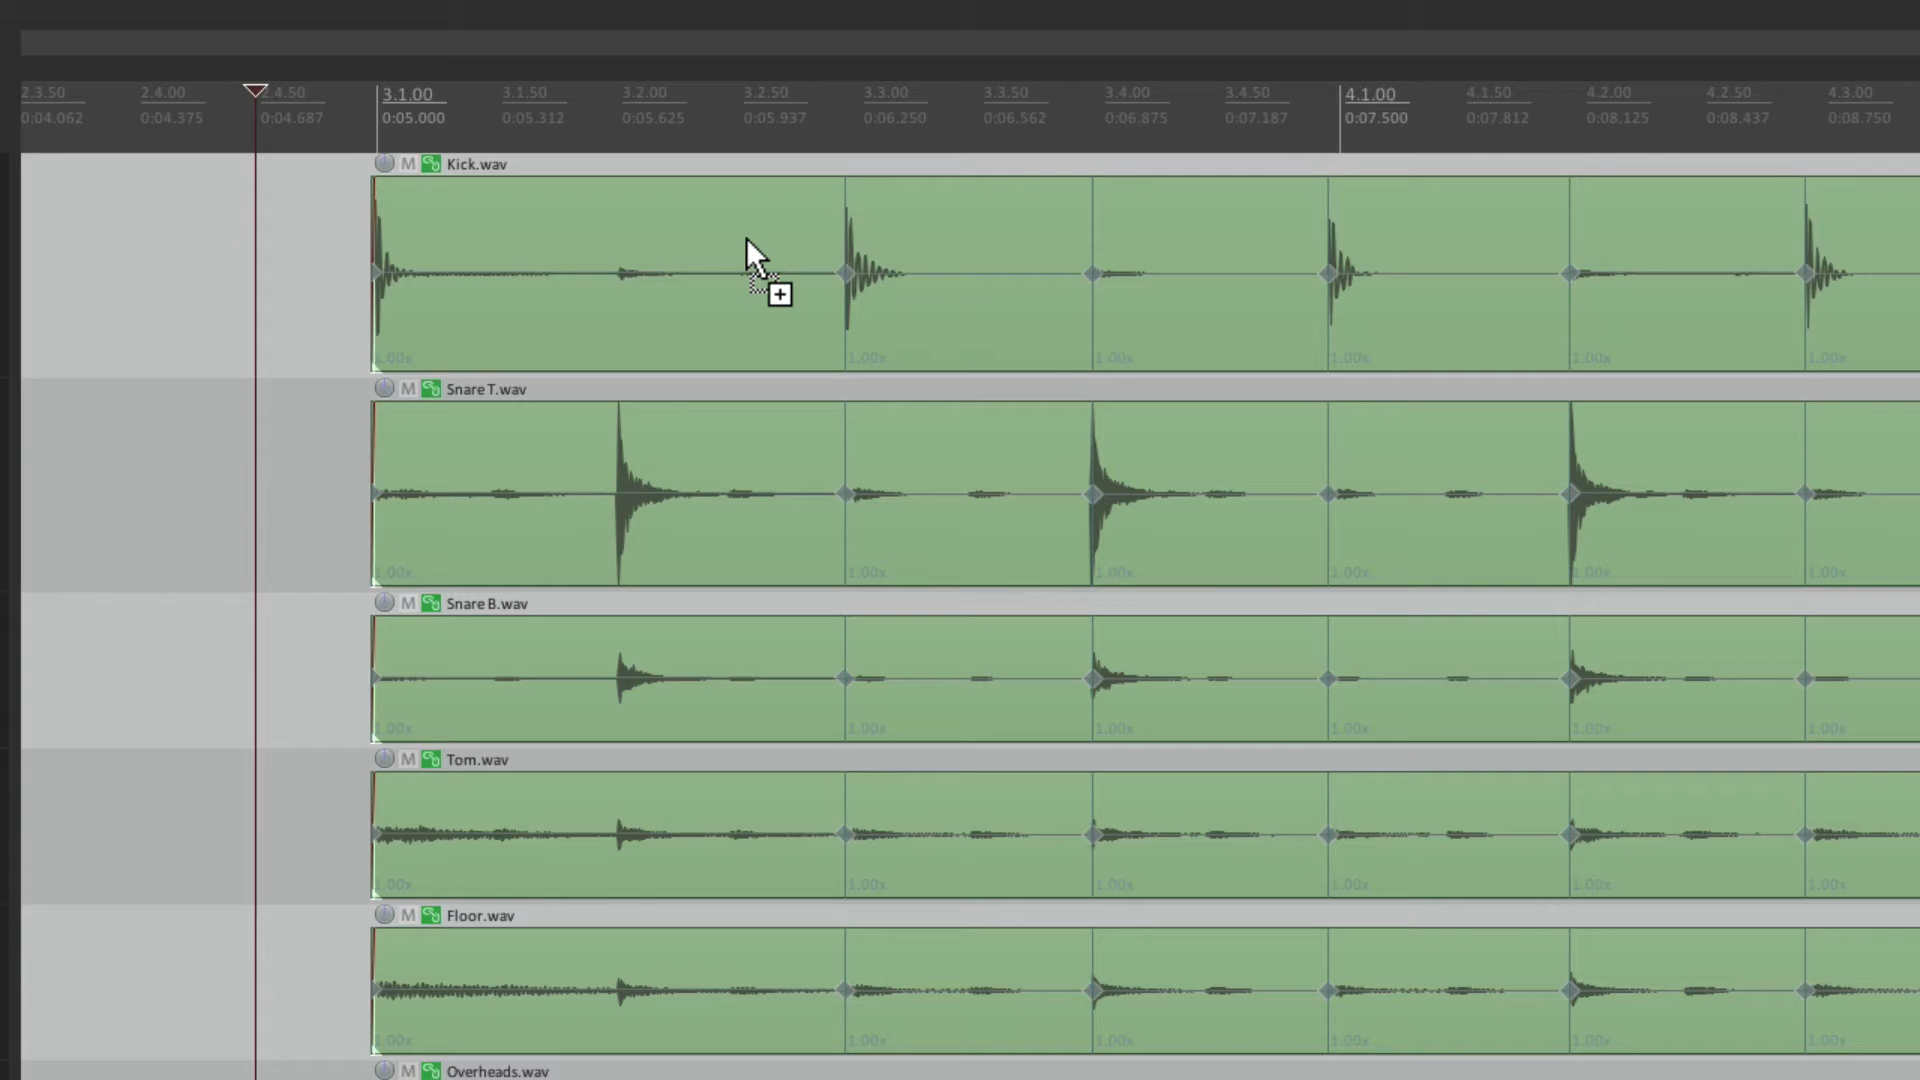 2.3.50 2.4.00 2.4.50 3.1.00 3.1.50 3.2.00 3.2.50 3.3.00 3.3.50 3.4.00 3.4.50 4.1.00 4.1.50 4.2.00 4.2.50 4.3.00
0:04.062 0:04.375 0:04.687 0:05.000 0:05.312 0:05.625 0:05.937 0:06.250 0:06.562 0:06.875 0:07.187 0:07.500 0:07.812 0:08.125 0:08.437 0:08.750
M Kick.wav
1.00x 1.00x 1.00x 1.00x 1.00x 1.00x
M Snare T.wav
1.00x 1.00x 1.00x 1.00x 1.00x 1.00x
M Snare B.wav
1.00x 1.00x 1.00x 1.00x 1.00x 1.00x
M Tom.wav
1.00x 1.00x 1.00x 1.00x 1.00x 1.00x
M Floor.wav
1.00x 1.00x 1.00x 1.00x 1.00x 1.00x
M Overheads.wav